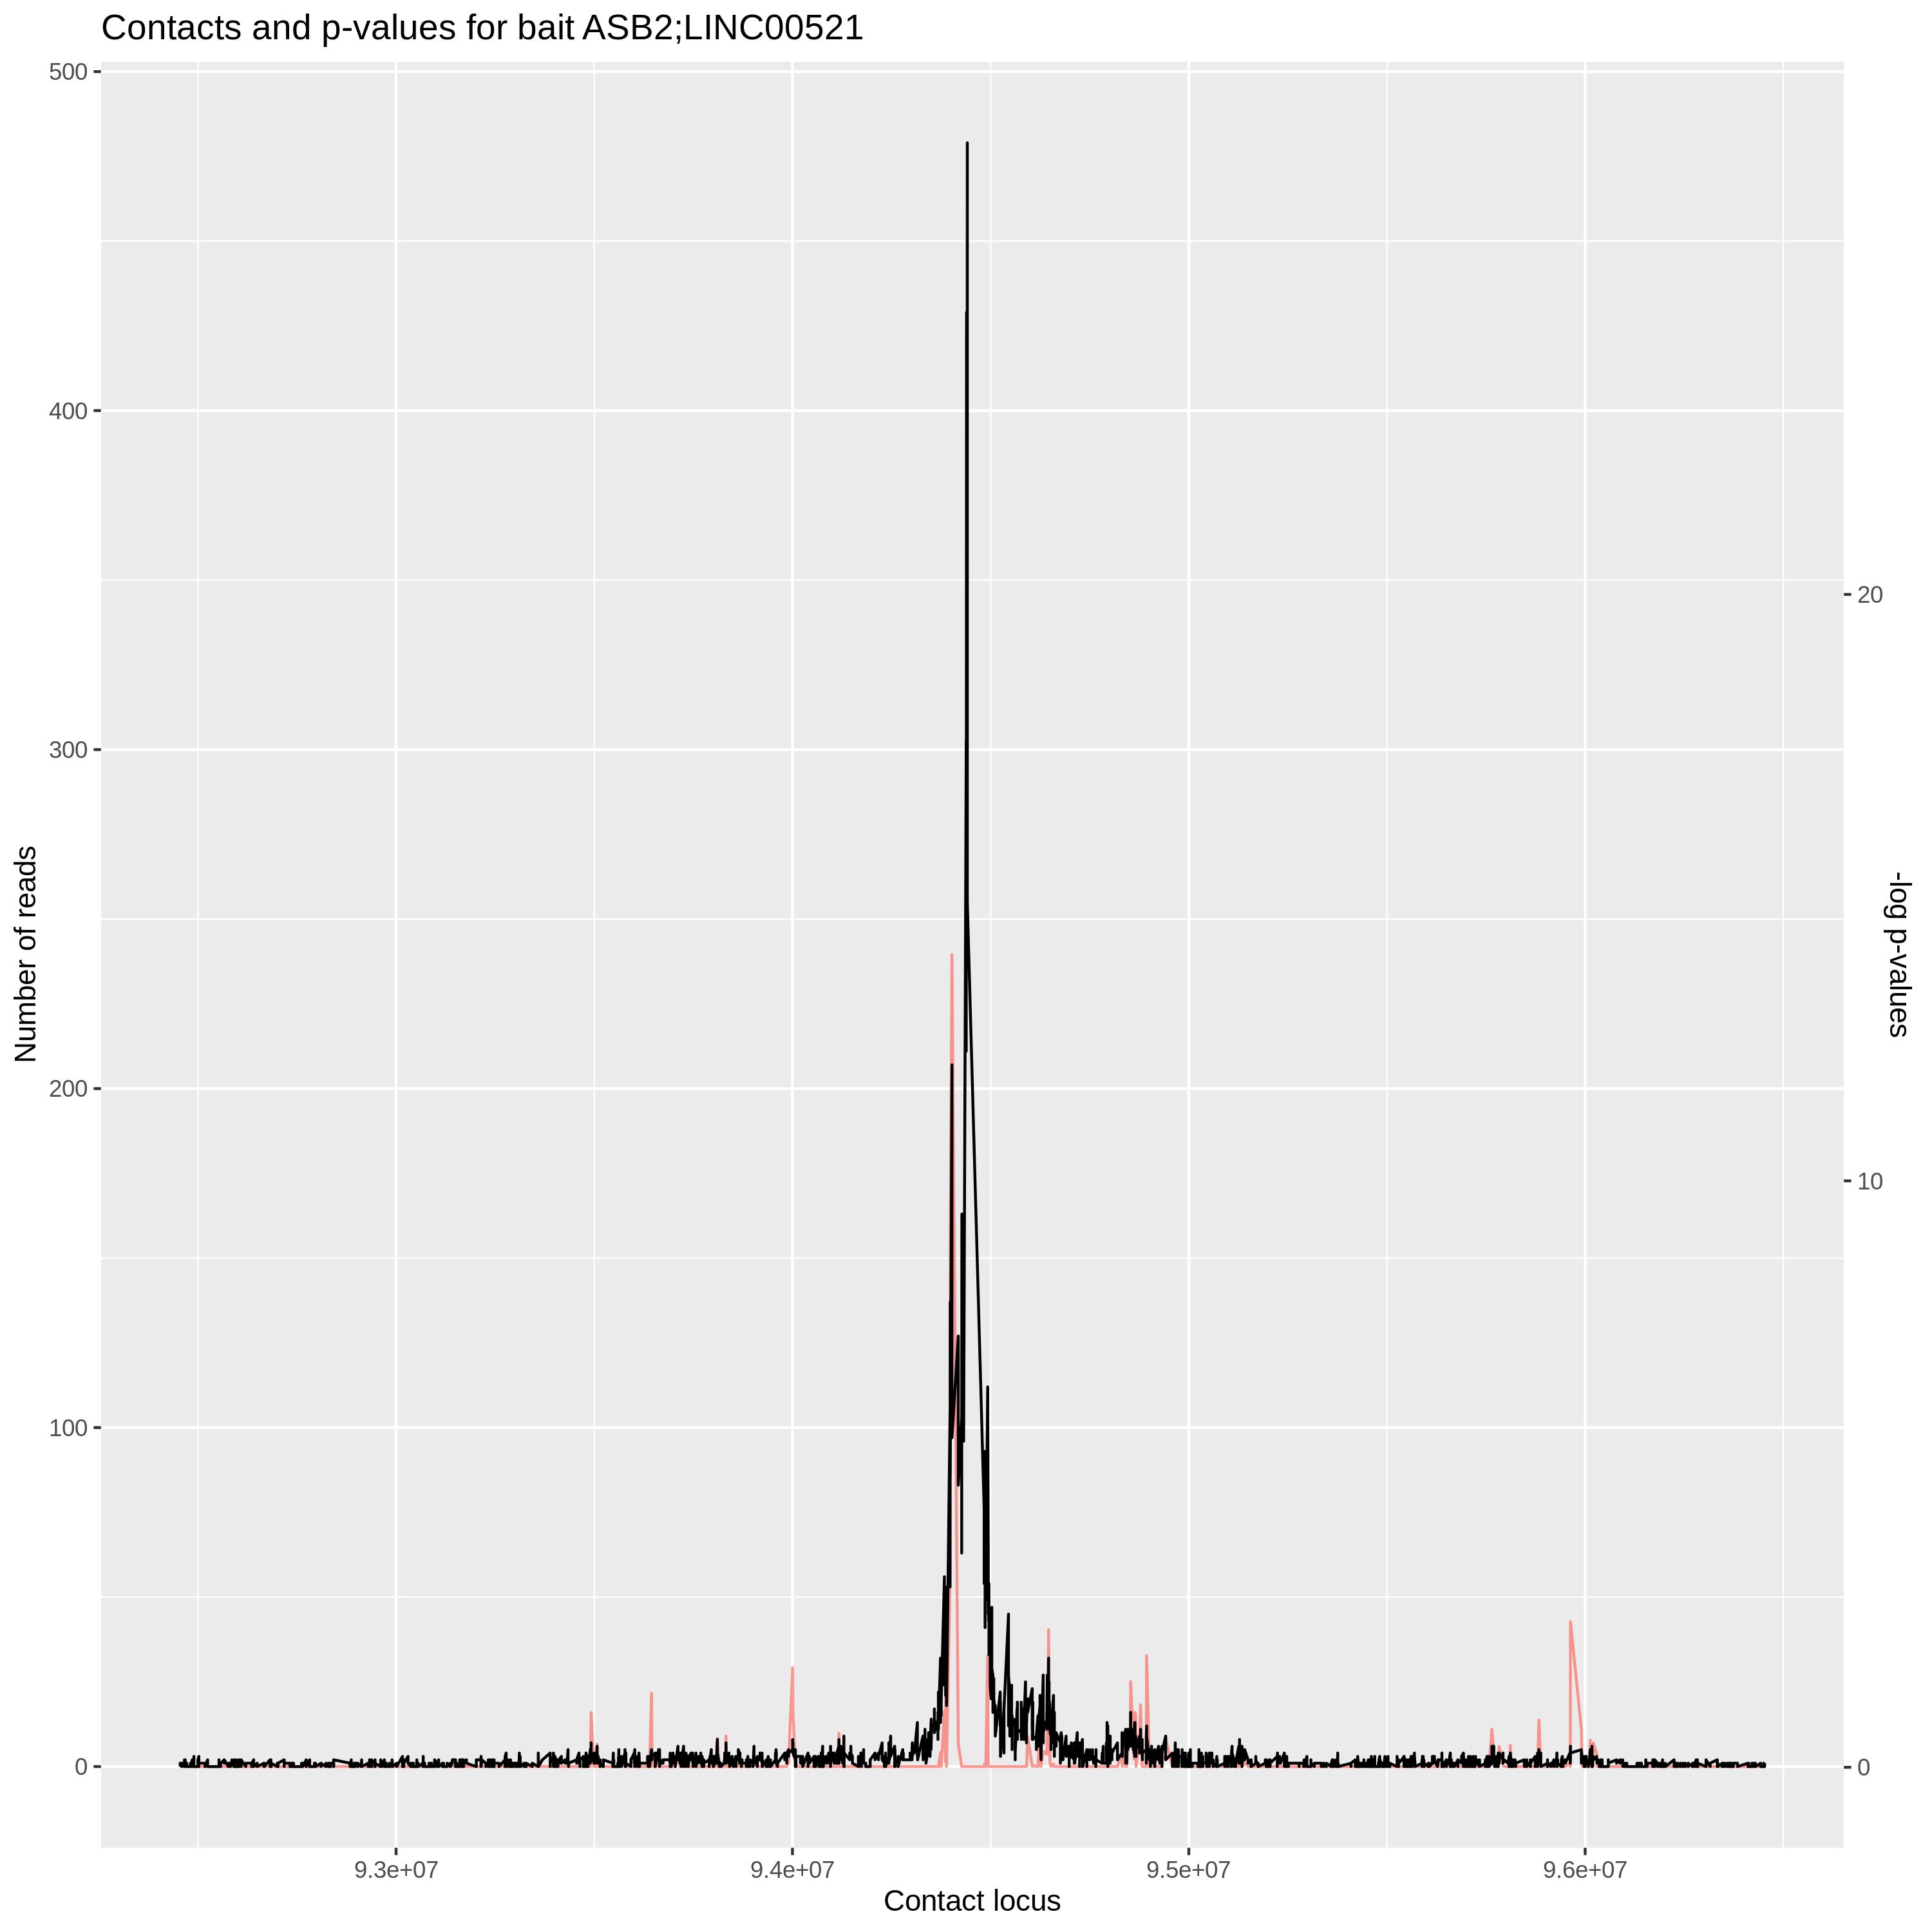 Contacts and p-values for bait ASB2;LINC00521
500
400
300
200
100
0
Number of reads
20
10
0
-log p-values
9.3e+07
9.4e+07
9.5e+07
9.6e+07
Contact locus